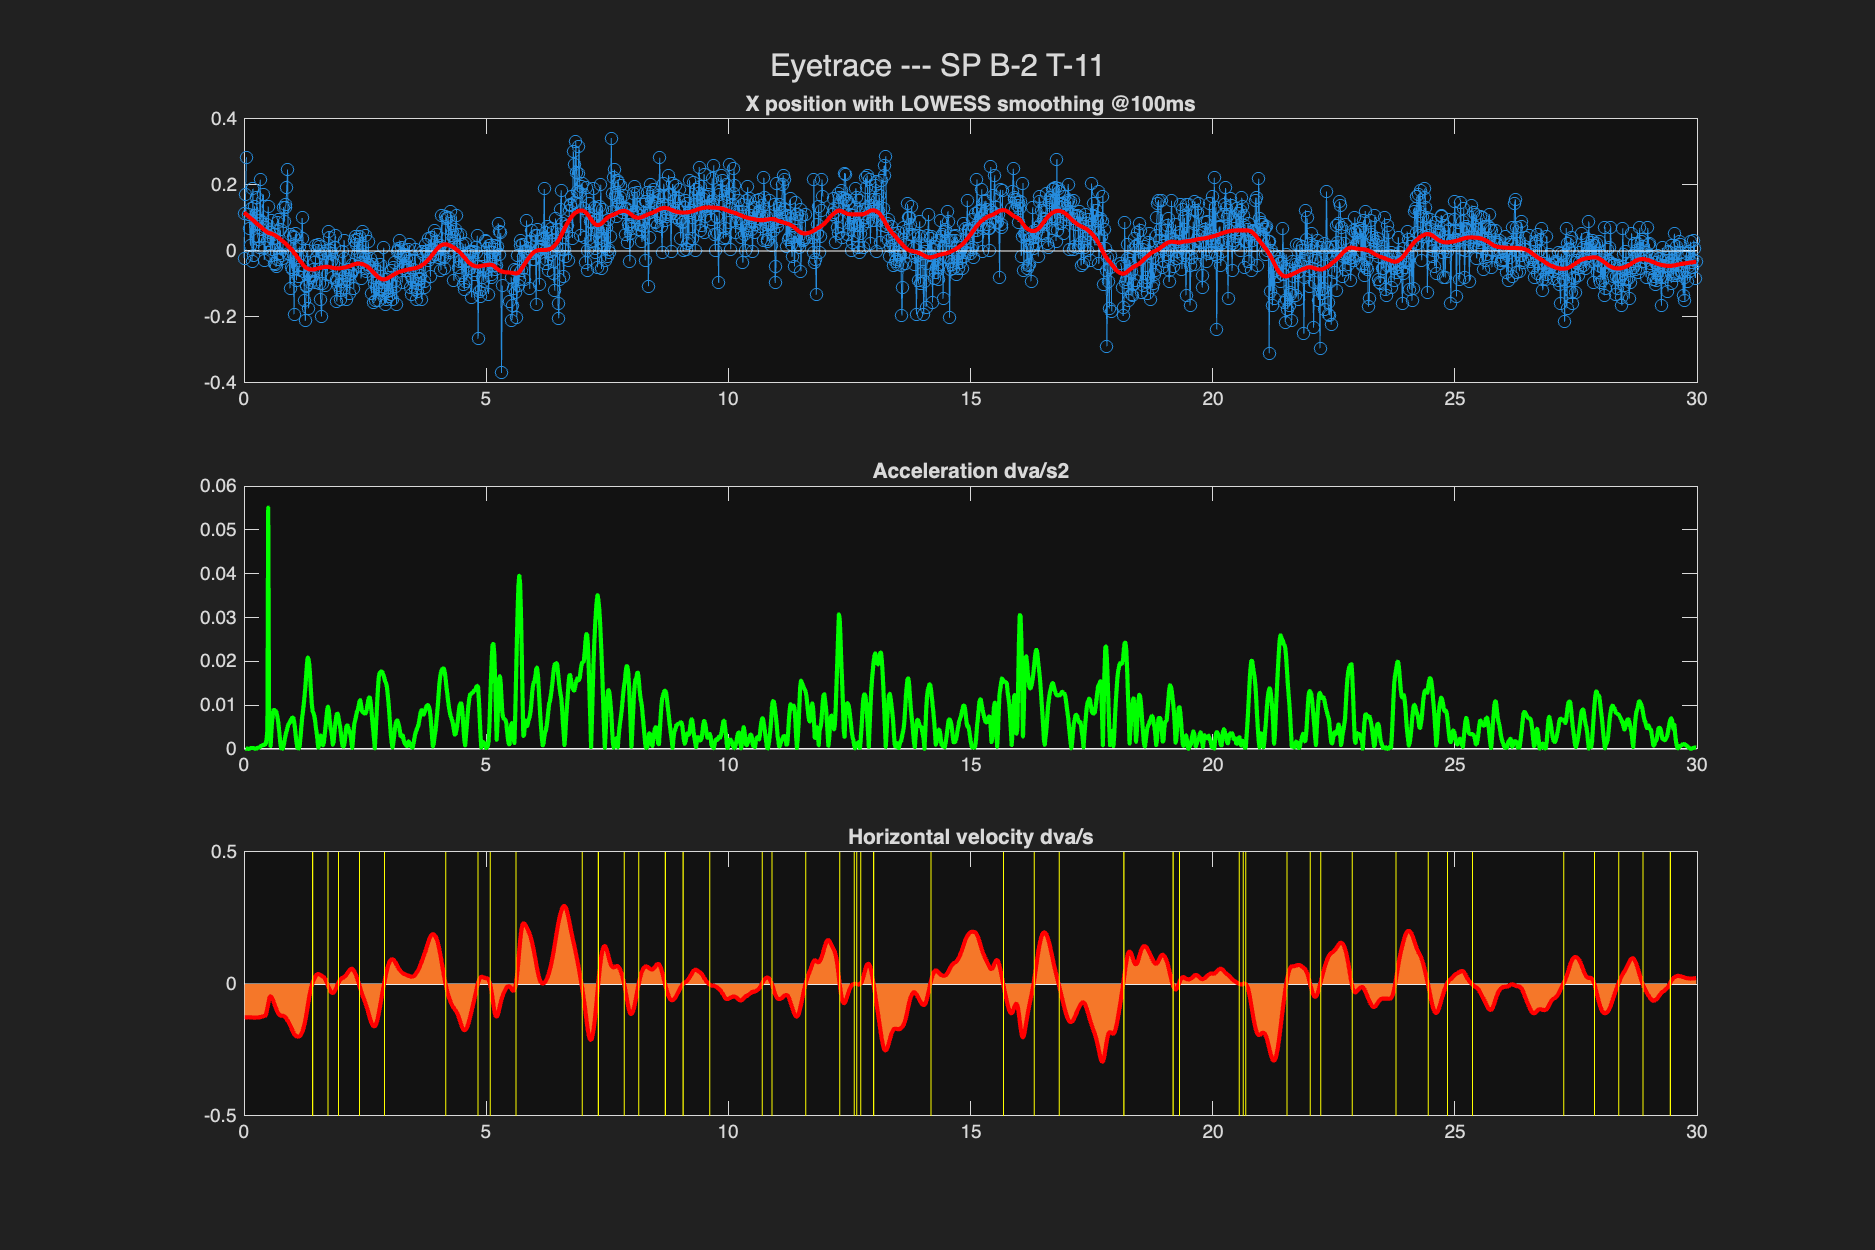 Eyetrace --- SP B-2 T-11
X position with LOWESS smoothing @100ms
0.4
0.2
0
-0.2
-0.4
0 5 10 15 20 25 30
Acceleration dva/s2
0.06
0.05
0.04
0.03
0.02
0.01
0
0 5 10 15 20 25 30
Horizontal velocity dva/s
0.5
0
-0.5
0 5 10 15 20 25 30